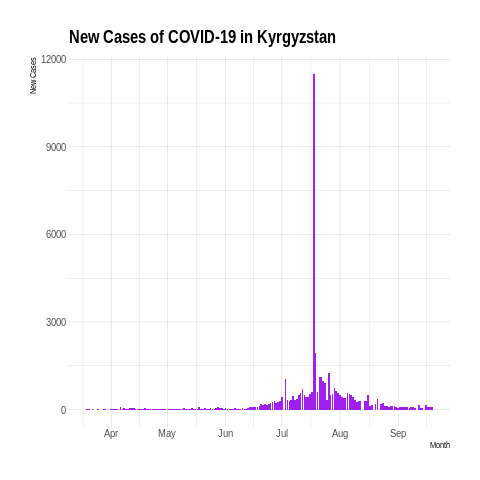 New Cases of COVID-19 in Kyrgyzstan
New Cases
12000
9000
6000
3000
0
Apr May Jun Jul Aug Sep
Month